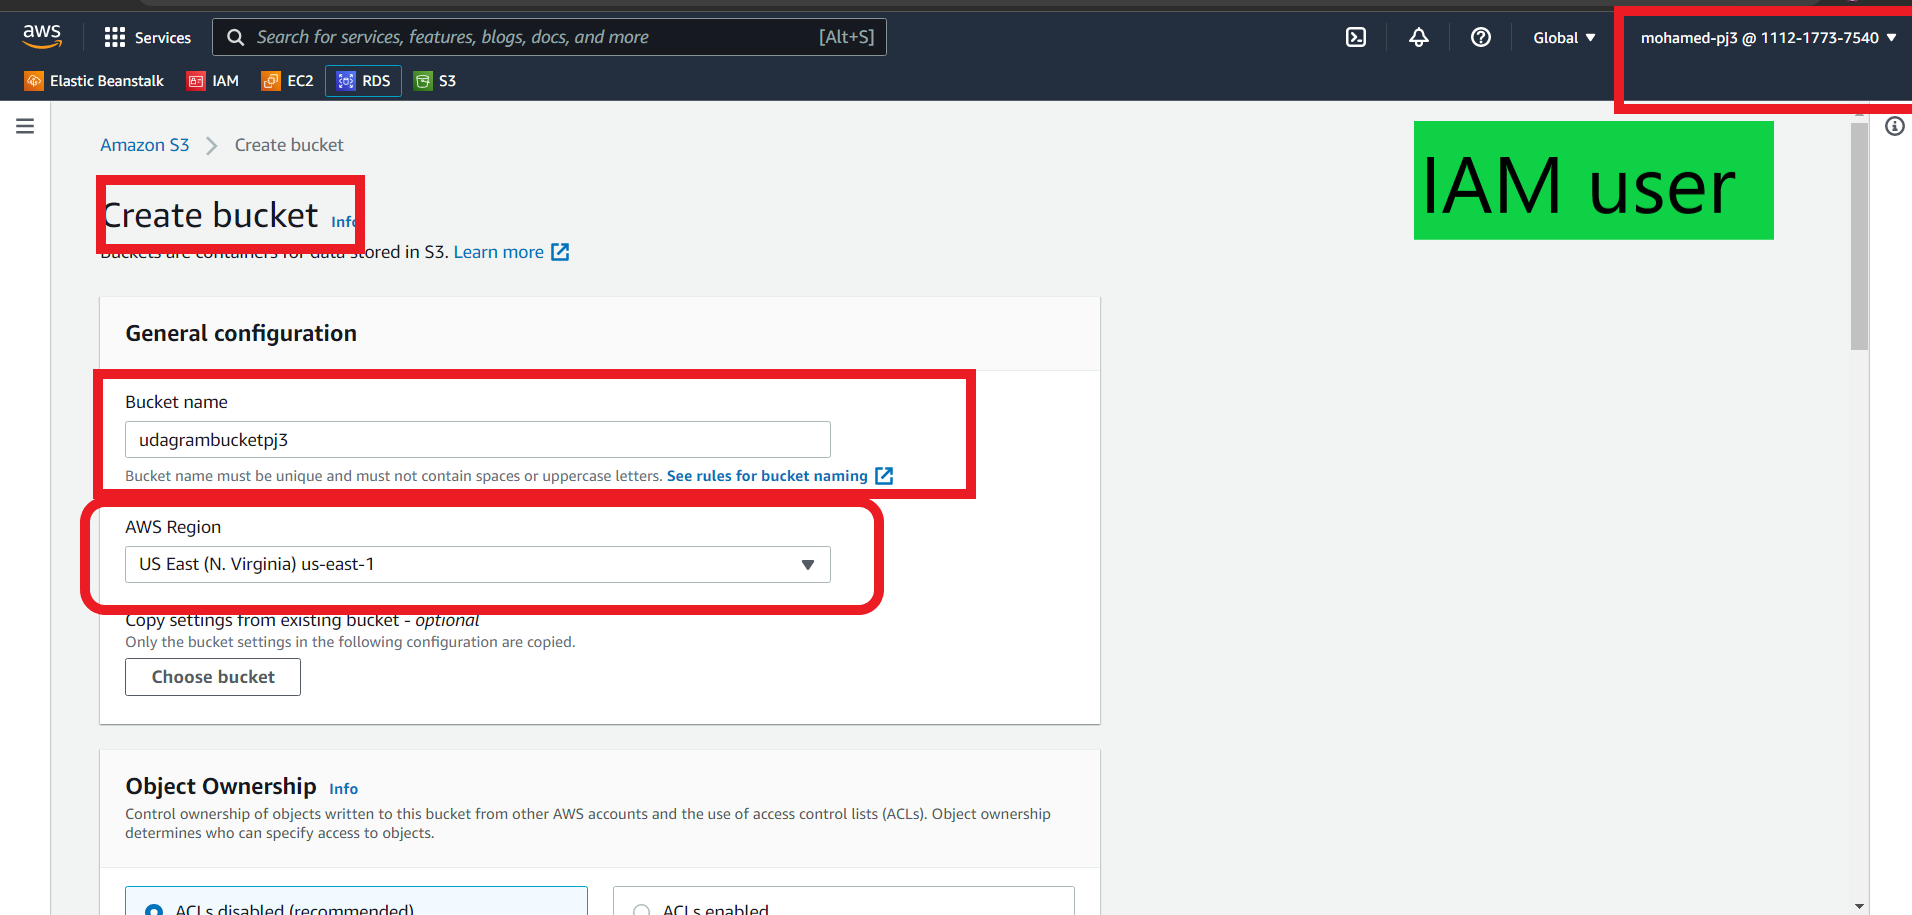 aws
Services
Search for services, features, blogs, docs, and more
[Alt+S]
Global
mohamed-pj3 @ 1112-1773-7540
Elastic Beanstalk
IAM
EC2
RDS
S3
Amazon S3
Create bucket
IAM user
Create bucket Info
Buckets are containers for data stored in S3. Learn more
General configuration
Bucket name
udagrambucketpj3
Bucket name must be unique and must not contain spaces or uppercase letters. See rules for bucket naming
AWS Region
US East (N. Virginia) us-east-1
Copy settings from existing bucket - optional
Only the bucket settings in the following configuration are copied.
Choose bucket
Object Ownership Info
Control ownership of objects written to this bucket from other AWS accounts and the use of access control lists (ACLs). Object ownership
determines who can specify access to objects.
ACLs disabled (recommended)
ACLs enabled